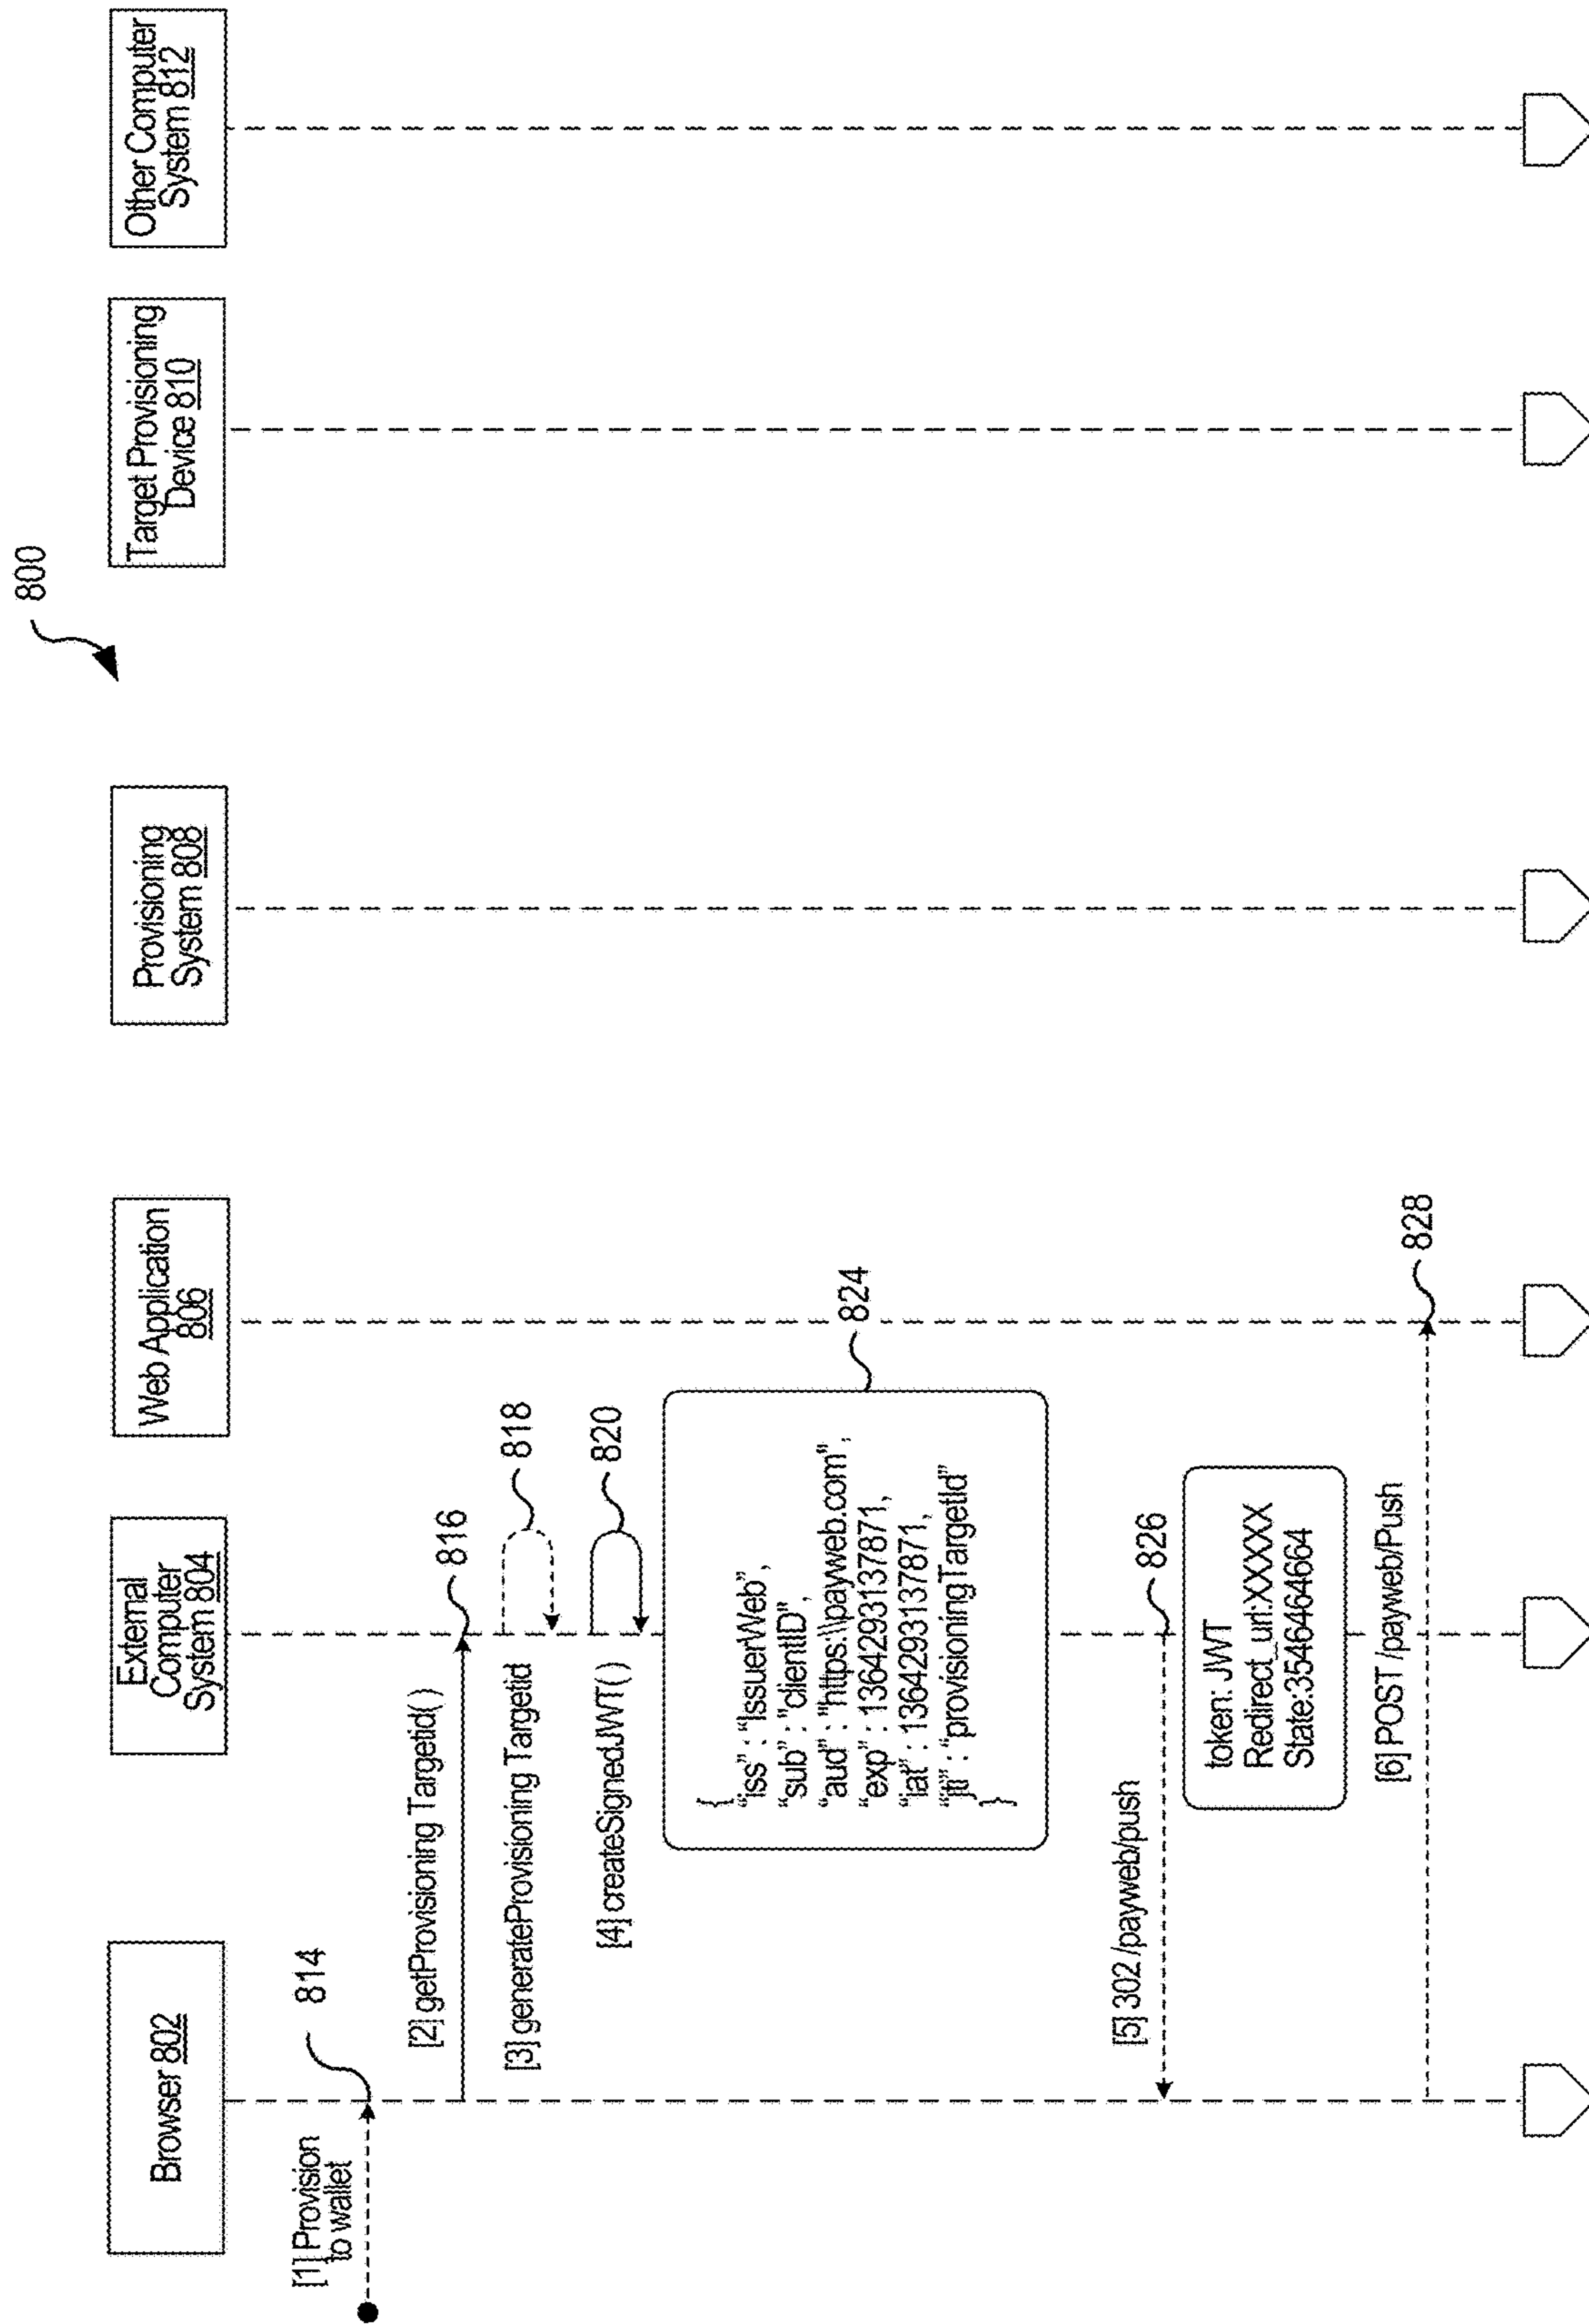 800
Browser 802
External
Computer
System 804
Web Application
806
Provisioning
System 808
Target Provisioning
Device 810
Other Computer
System 812
[1] Provision
to wallet
814
[2] getProvisioning TargetId( )
816
[3] generateProvisioning Targetid
818
[4] createSignedJWT( )
820
{
"iss" : "IssuerWeb",
"sub" : "clientID",
"aud" : "https:\\payweb.com",
"exp" : 1364293137871,
"iat" : 1364293137871,
"jti" : "provisioningTargetId"
}
824
[5] 302 /payweb/push
826
token: JWT
Redirect_url:XXXXX
State:3546464664
[6] POST /payweb/Push
828